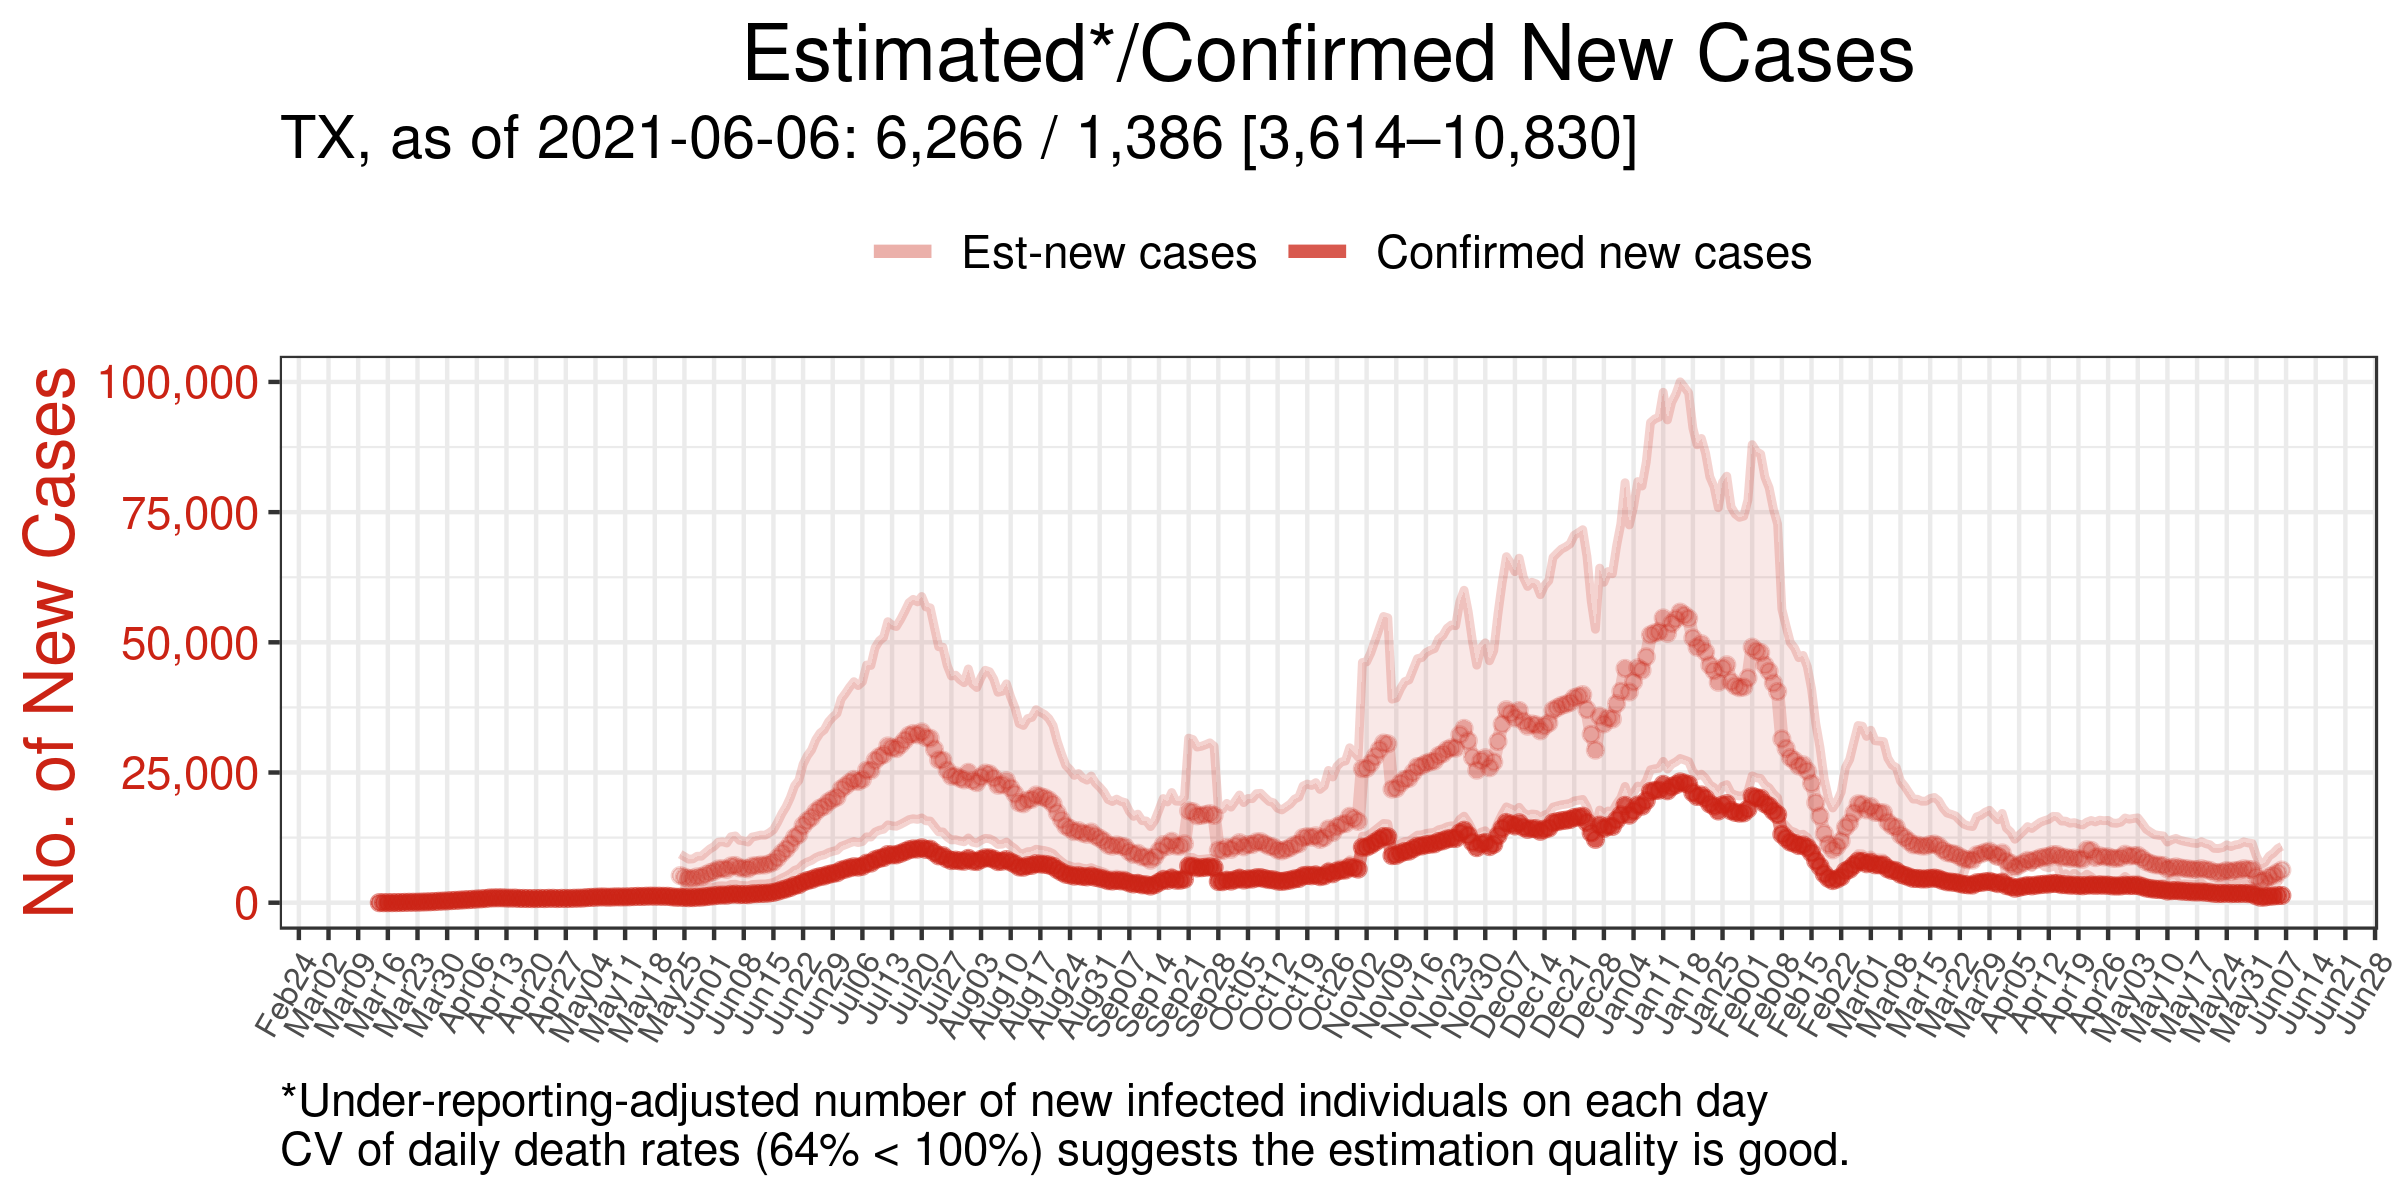 Estimated*/Confirmed New Cases
TX, as of 2021-06-06: 6,266 / 1,386 [3,614–10,830]
Est-new cases
Confirmed new cases
No. of New Cases
100,000
75,000
50,000
25,000
0
Feb24
Mar02
Mar09
Mar16
Mar23
Mar30
Apr06
Apr13
Apr20
Apr27
May04
May11
May18
May25
Jun01
Jun08
Jun15
Jun22
Jun29
Jul06
Jul13
Jul20
Jul27
Aug03
Aug10
Aug17
Aug24
Aug31
Sep07
Sep14
Sep21
Sep28
Oct05
Oct12
Oct19
Oct26
Nov02
Nov09
Nov16
Nov23
Nov30
Dec07
Dec14
Dec21
Dec28
Jan04
Jan11
Jan18
Jan25
Feb01
Feb08
Feb15
Feb22
Mar01
Mar08
Mar15
Mar22
Mar29
Apr05
Apr12
Apr19
Apr26
May03
May10
May17
May24
May31
Jun07
Jun14
Jun21
Jun28
*Under-reporting-adjusted number of new infected individuals on each day
CV of daily death rates (64% < 100%) suggests the estimation quality is good.